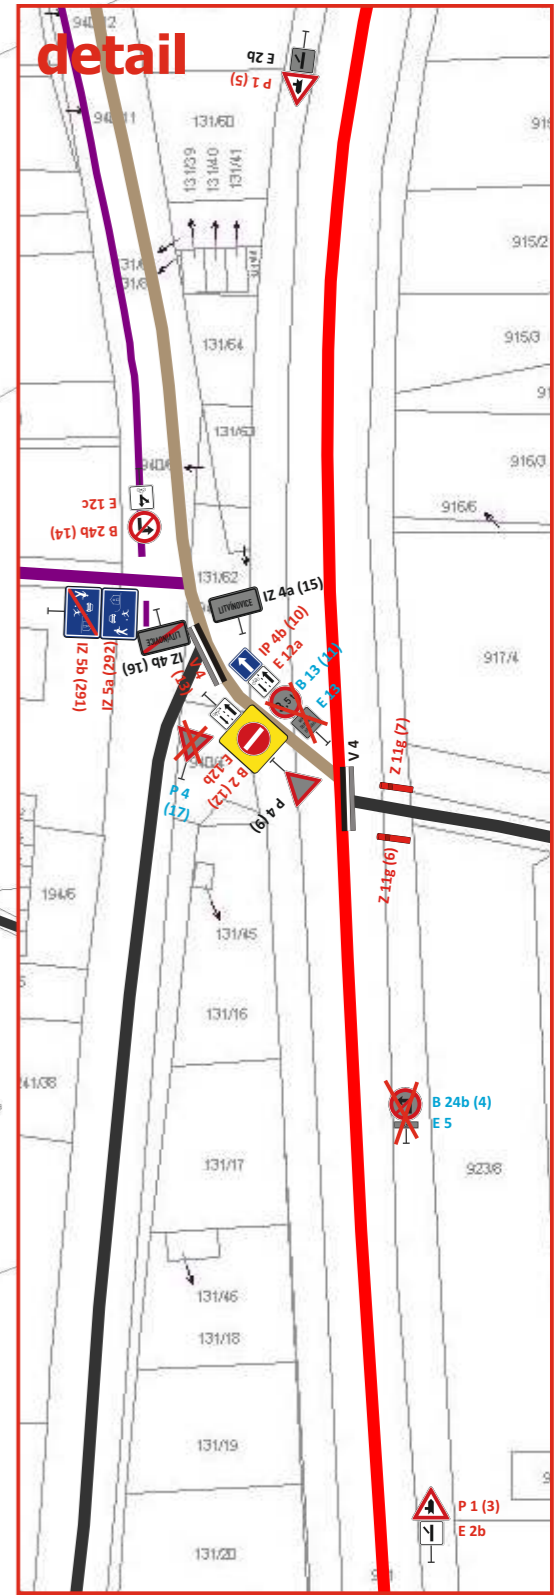 detail
E 2b
P 1 (5)
131/60
131/39
131/40
131/41
915/2
131/64
915/3
131/63
916/3
916/6
E 12c
B 24b (14)
131/62
IZ 4a (15)
LITVÍNOVICE
IZ 5b (291)
IZ 5a (292)
LITVÍNOVICE
IZ 4b (16)
V 4
(13)
IP 4b (10)
E 12a
B 13 (11)
E 13
917/4
E 12b
B 2 (12)
P 4
(17)
P 4 (9)
V 4
Z 11g (7)
Z 11g (6)
194/6
131/45
131/16
B 24b (4)
E 5
131/17
923/6
131/46
131/18
131/19
P 1 (3)
E 2b
131/20